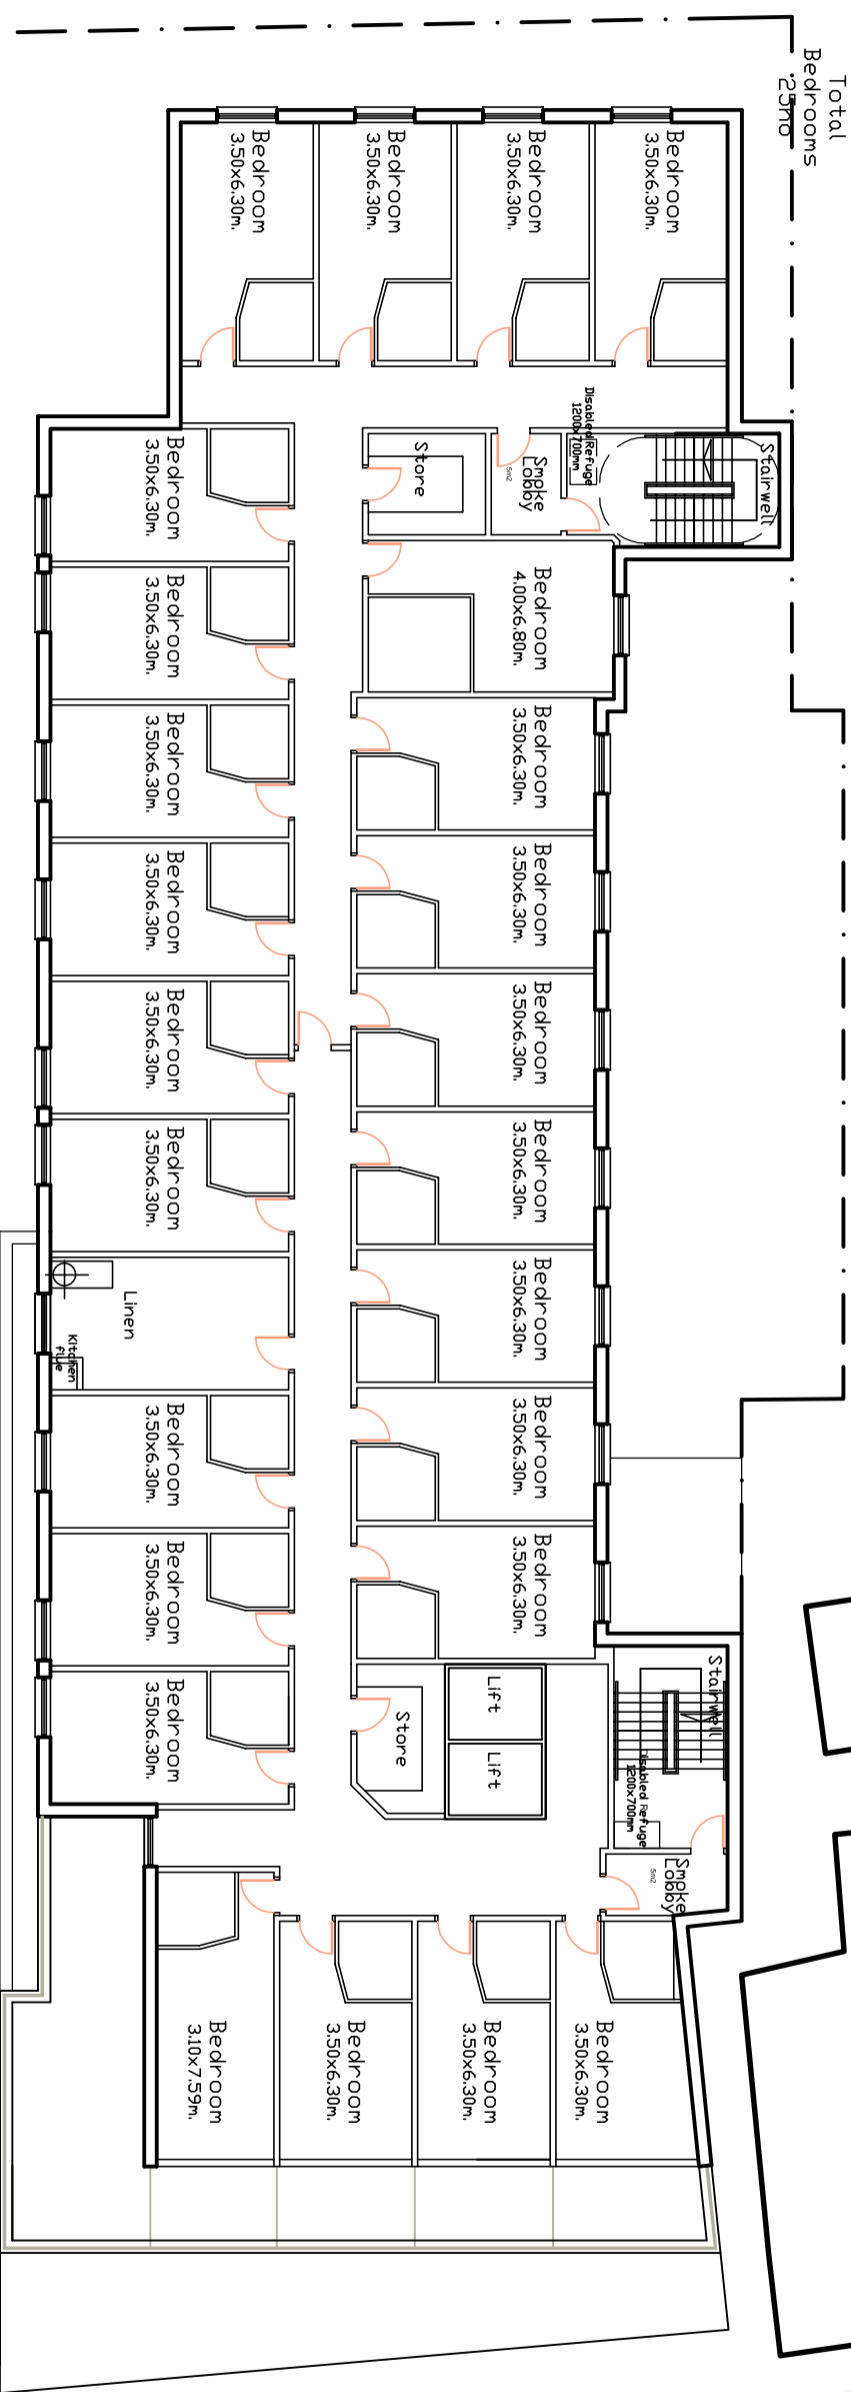 Total
Bedrooms
25no
Bedroom
3.50x6.30m.
Bedroom
3.50x6.30m.
Bedroom
3.50x6.30m.
Bedroom
3.50x6.30m.
Disabled Refuge
1200x700mm
Stairwell
Smoke
Lobby
5m2
Store
Bedroom
4.00x6.80m.
Bedroom
3.50x6.30m.
Bedroom
3.50x6.30m.
Bedroom
3.50x6.30m.
Bedroom
3.50x6.30m.
Bedroom
3.50x6.30m.
Bedroom
3.50x6.30m.
Bedroom
3.50x6.30m.
Bedroom
3.50x6.30m.
Bedroom
3.50x6.30m.
Bedroom
3.50x6.30m.
Bedroom
3.50x6.30m.
Bedroom
3.50x6.30m.
Bedroom
3.50x6.30m.
Linen
Kitchen
flue
Bedroom
3.50x6.30m.
Bedroom
3.50x6.30m.
Bedroom
3.50x6.30m.
Lift
Lift
Store
Stairwell
Disabled Refuge
1200x700mm
Smoke
Lobby
5m2
Bedroom
3.50x6.30m.
Bedroom
3.50x6.30m.
Bedroom
3.50x6.30m.
Bedroom
3.10x7.59m.